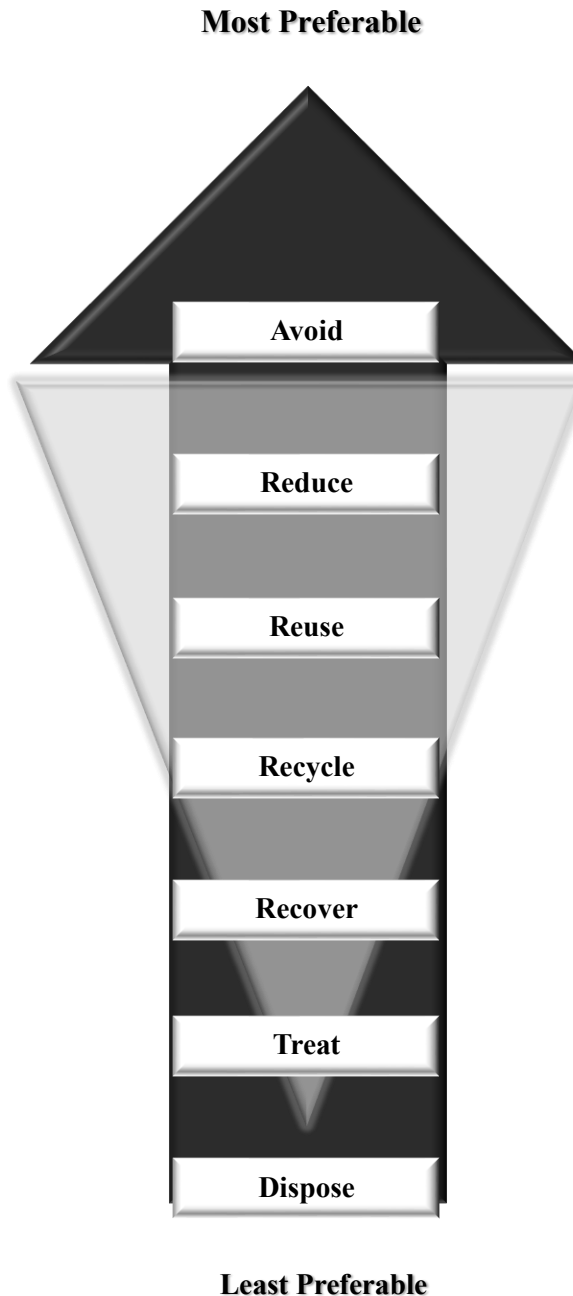 Most Preferable
Avoid
Reduce
Reuse
Recycle
Recover
Treat
Dispose
Least Preferable